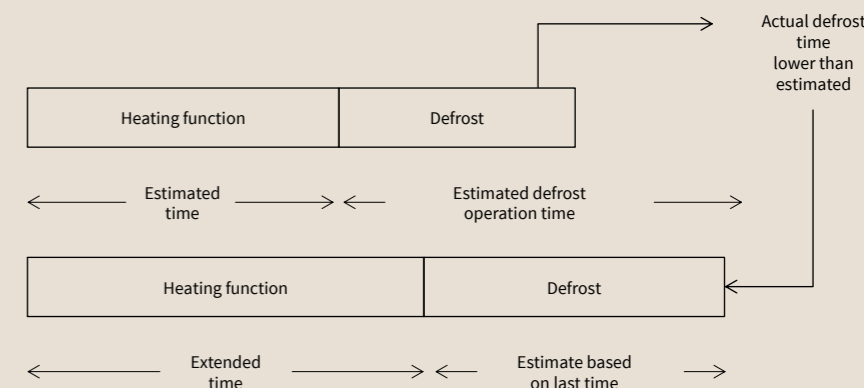 Actual defrost
time
lower than
estimated
Heating function
Defrost
Estimated
time
Estimated defrost
operation time
Heating function
Defrost
Extended
time
Estimate based
on last time